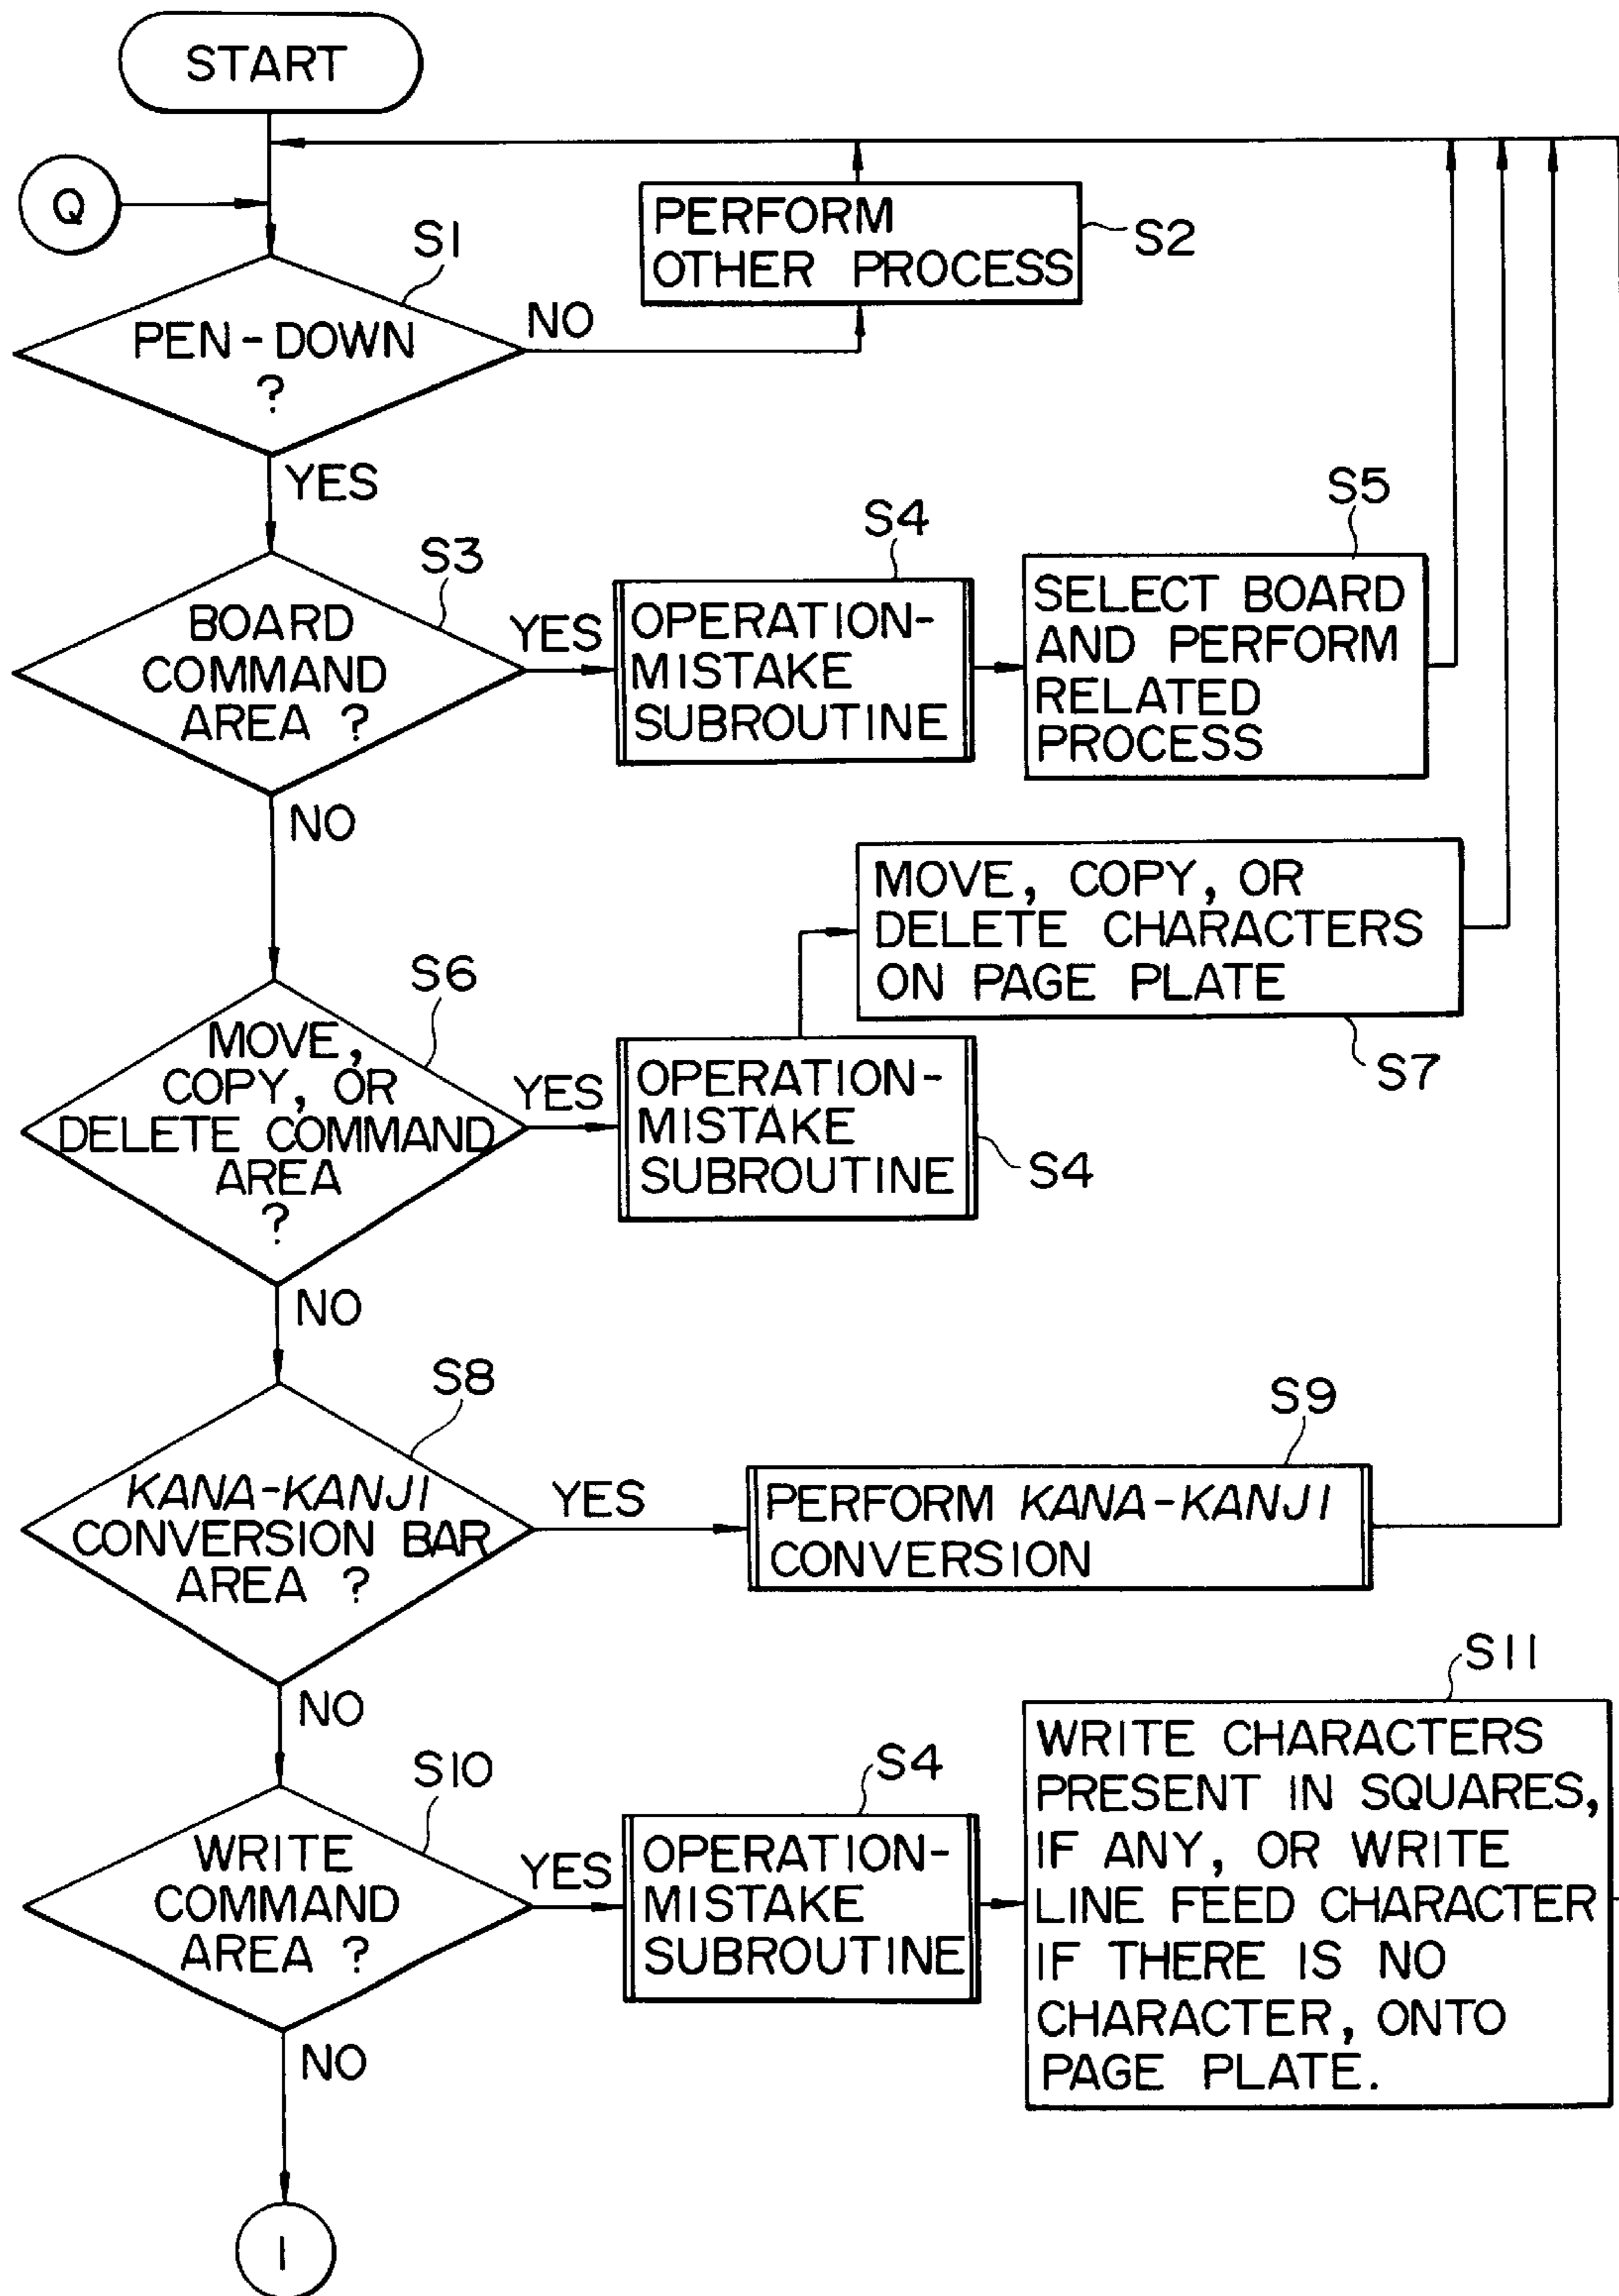 START
Q
S1
PEN-DOWN
?
NO
PERFORM
OTHER PROCESS
S2
YES
S3
BOARD
COMMAND
AREA ?
YES
S4
OPERATION-
MISTAKE
SUBROUTINE
S5
SELECT BOARD
AND PERFORM
RELATED
PROCESS
NO
S6
MOVE,
COPY, OR
DELETE COMMAND
AREA
?
YES
OPERATION-
MISTAKE
SUBROUTINE
S4
MOVE, COPY, OR
DELETE CHARACTERS
ON PAGE PLATE
S7
NO
S8
KANA-KANJI
CONVERSION BAR
AREA ?
YES
S9
PERFORM KANA-KANJI
CONVERSION
NO
S10
WRITE
COMMAND
AREA ?
YES
S4
OPERATION-
MISTAKE
SUBROUTINE
S11
WRITE CHARACTERS
PRESENT IN SQUARES,
IF ANY, OR WRITE
LINE FEED CHARACTER
IF THERE IS NO
CHARACTER, ONTO
PAGE PLATE.
NO
I